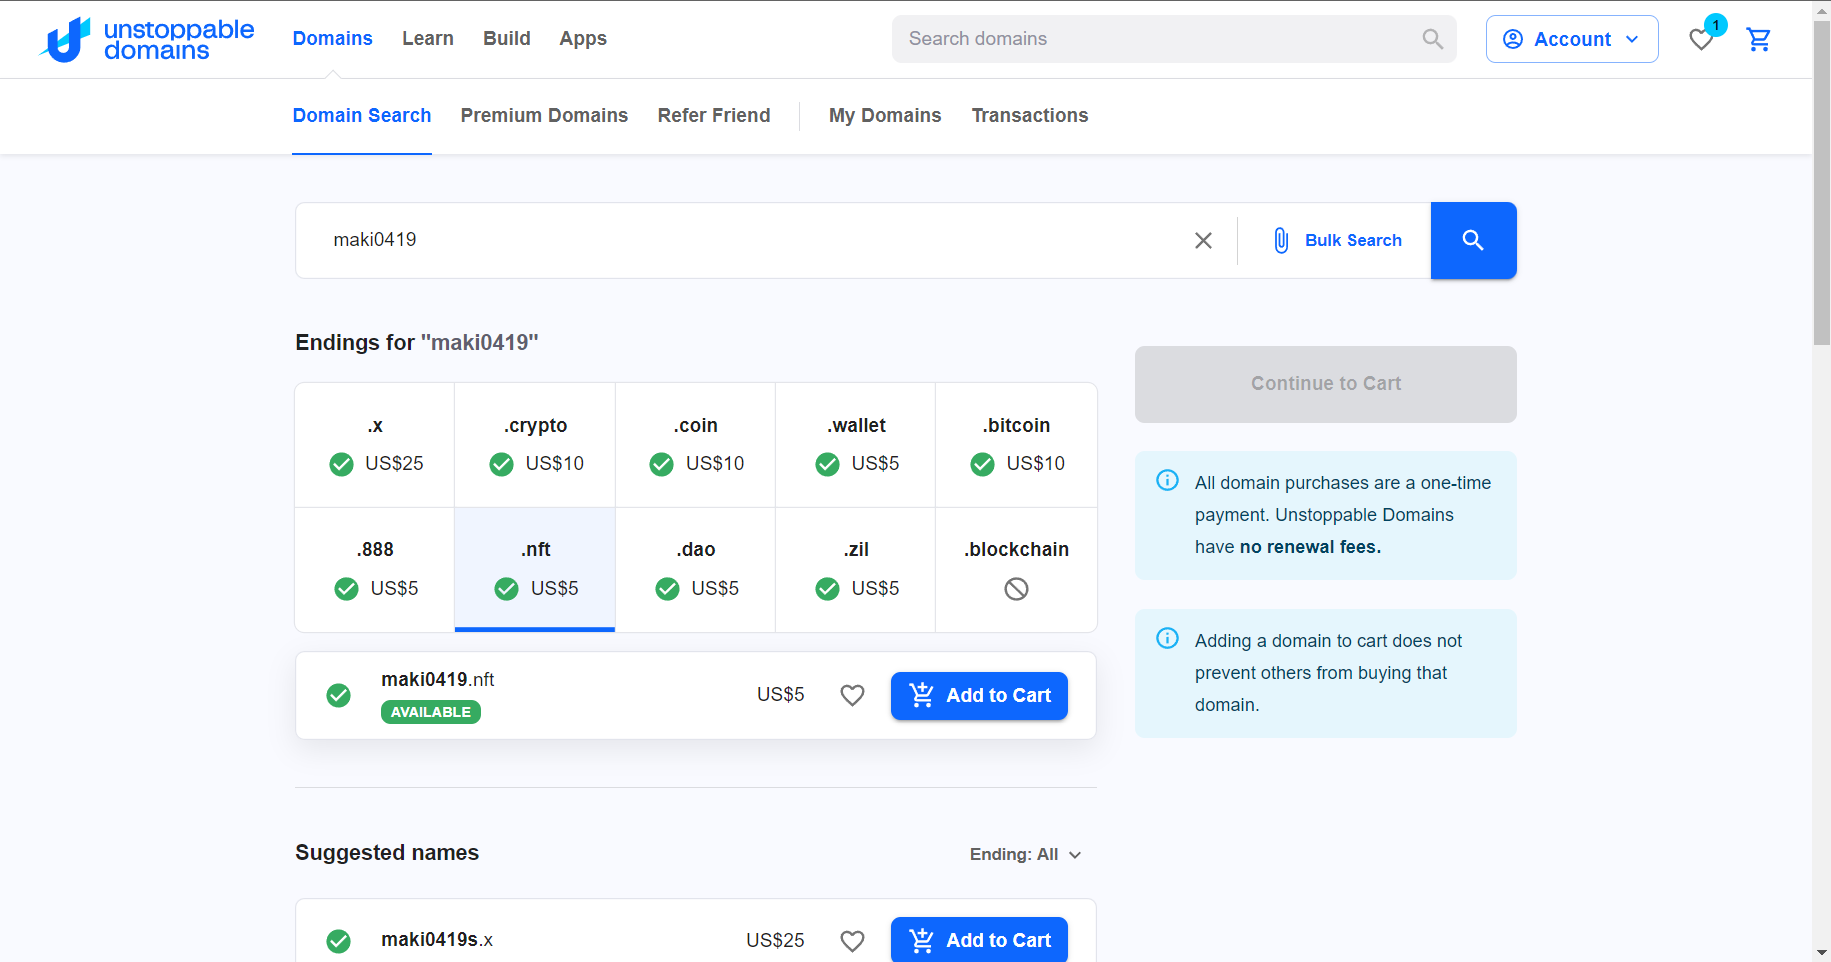 unstoppable
domains
Domains Learn Build Apps
Search domains
Account
1
Domain Search Premium Domains Refer Friend My Domains Transactions
maki0419
Bulk Search
Endings for "maki0419"
.x .crypto .coin .wallet .bitcoin
US$25 US$10 US$10 US$5 US$10
.888 .nft .dao .zil .blockchain
US$5 US$5 US$5 US$5
maki0419.nft
AVAILABLE
US$5
Add to Cart
Continue to Cart
All domain purchases are a one-time
payment. Unstoppable Domains
have no renewal fees.
Adding a domain to cart does not
prevent others from buying that
domain.
Suggested names
Ending: All
maki0419s.x
US$25
Add to Cart